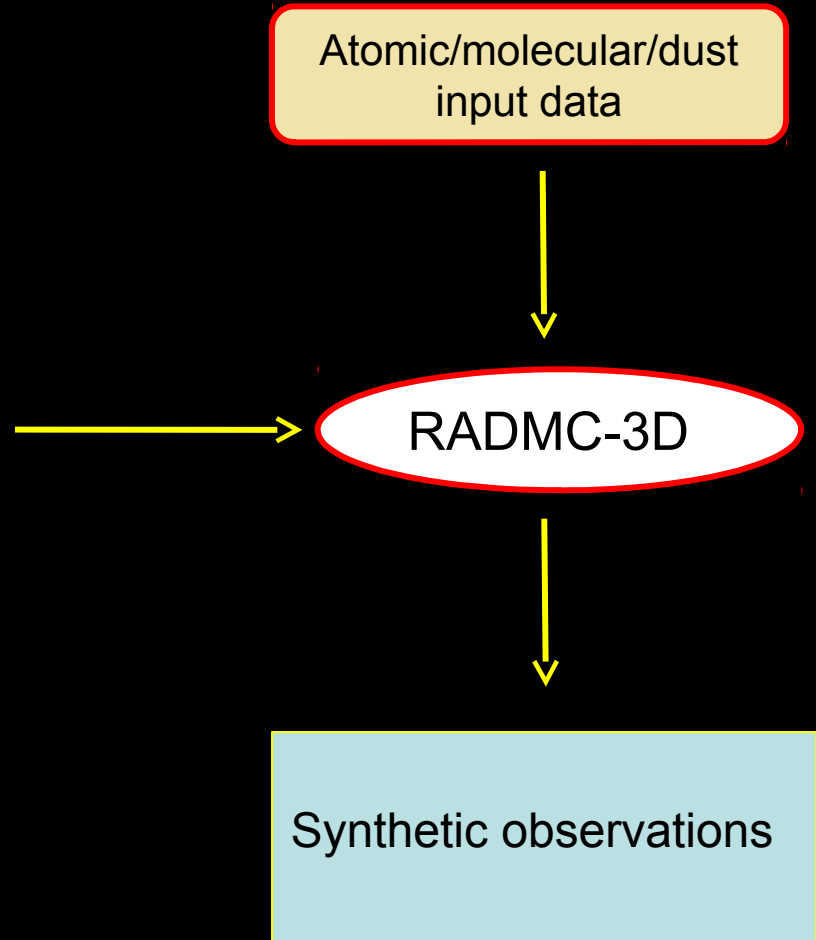 Atomic/molecular/dust
input data
RADMC-3D
Synthetic observations